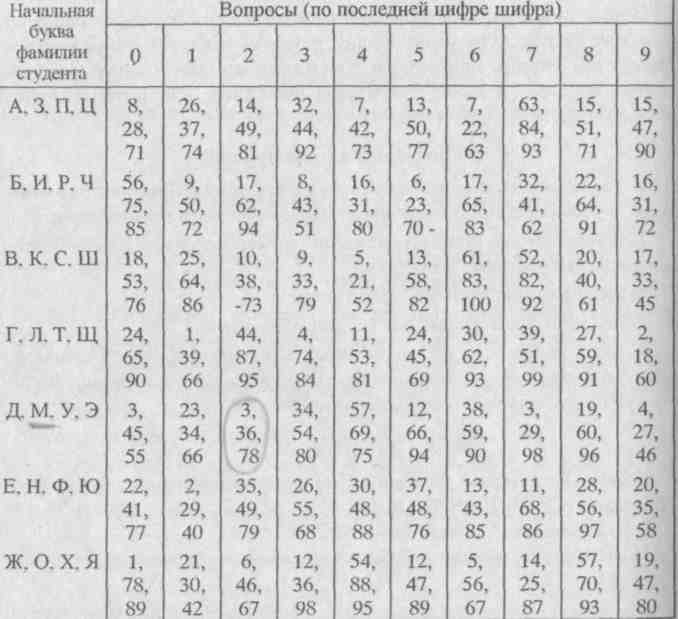 Начальная буква фамилии студента Вопросы (по последней цифре шифра)
0 1 2 3 4 5 6 7 8 9
А, З, П, Ц 8, 26, 14, 32, 7, 13, 7, 63, 15, 15,
28, 37, 49, 44, 42, 50, 22, 84, 51, 47,
71 74 81 92 73 77 63 93 71 90
Б, И, Р, Ч 56, 9, 17, 8, 16, 6, 17, 32, 22, 16,
75, 50, 62, 43, 31, 23, 65, 41, 64, 31,
85 72 94 51 80 70 - 83 62 91 72
В, К, С, Ш 18, 25, 10, 9, 5, 13, 61, 52, 20, 17,
53, 64, 38, 33, 21, 58, 83, 82, 40, 33,
76 86 -73 79 52 82 100 92 61 45
Г, Л, Т, Щ 24, 1, 44, 4, 11, 24, 30, 39, 27, 2,
65, 39, 87, 74, 53, 45, 62, 51, 59, 18,
90 66 95 84 81 69 93 99 91 60
Д, М, У, Э 3, 23, 3, 34, 57, 12, 38, 3, 19, 4,
45, 34, 36, 54, 69, 66, 59, 29, 60, 27,
55 66 78 80 75 94 90 98 96 46
Е, Н, Ф, Ю 22, 2, 35, 26, 30, 37, 13, 11, 28, 20,
41, 29, 49, 55, 48, 48, 43, 68, 56, 35,
77 40 79 68 88 76 85 86 97 58
Ж, О, Х, Я 1, 21, 6, 12, 54, 12, 5, 14, 57, 19,
78, 30, 46, 36, 88, 47, 56, 25, 70, 47,
89 42 67 98 95 89 67 87 93 80